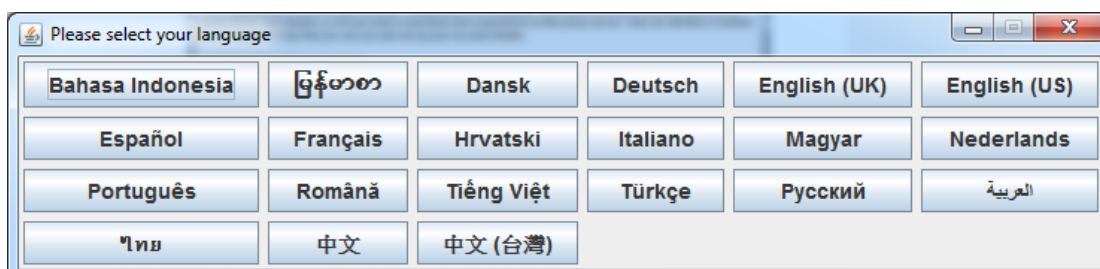 Please select your language
Bahasa Indonesia မြန်မာစာ Dansk Deutsch English (UK) English (US)
Español Français Hrvatski Italiano Magyar Nederlands
Português Română Tiếng Việt Türkçe Русский العربية
ไทย 中文 中文 (台灣)